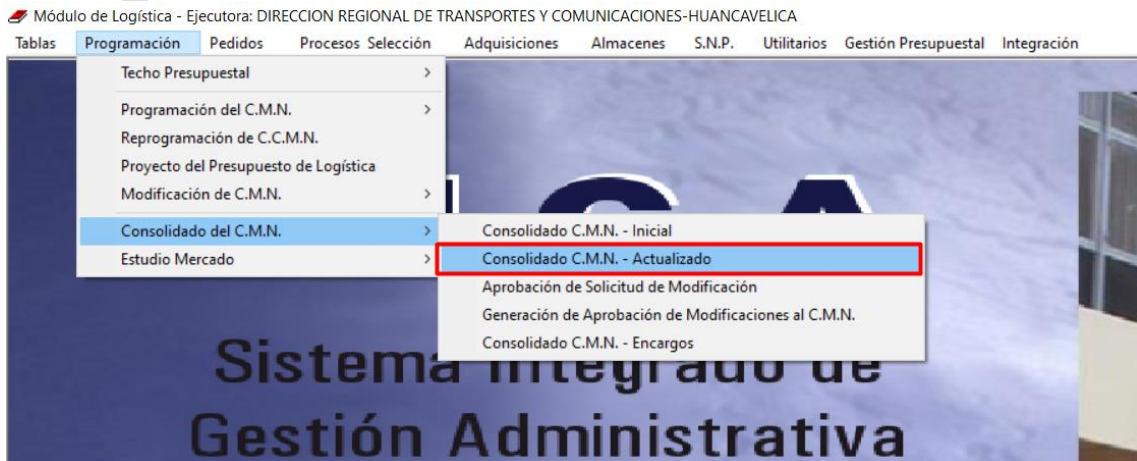 Módulo de Logística - Ejecutora: DIRECCION REGIONAL DE TRANSPORTES Y COMUNICACIONES-HUANCAVELICA
Tablas Programación Pedidos Procesos Selección Adquisiciones Almacenes S.N.P. Utilitarios Gestión Presupuestal Integración
Techo Presupuestal
Programación del C.M.N.
Reprogramación de C.C.M.N.
Proyecto del Presupuesto de Logística
Modificación de C.M.N.
Consolidado del C.M.N.
Estudio Mercado
Consolidado C.M.N. - Inicial
Consolidado C.M.N. - Actualizado
Aprobación de Solicitud de Modificación
Generación de Aprobación de Modificaciones al C.M.N.
Consolidado C.M.N. - Encargos
Sistema Integrado de
Gestión Administrativa